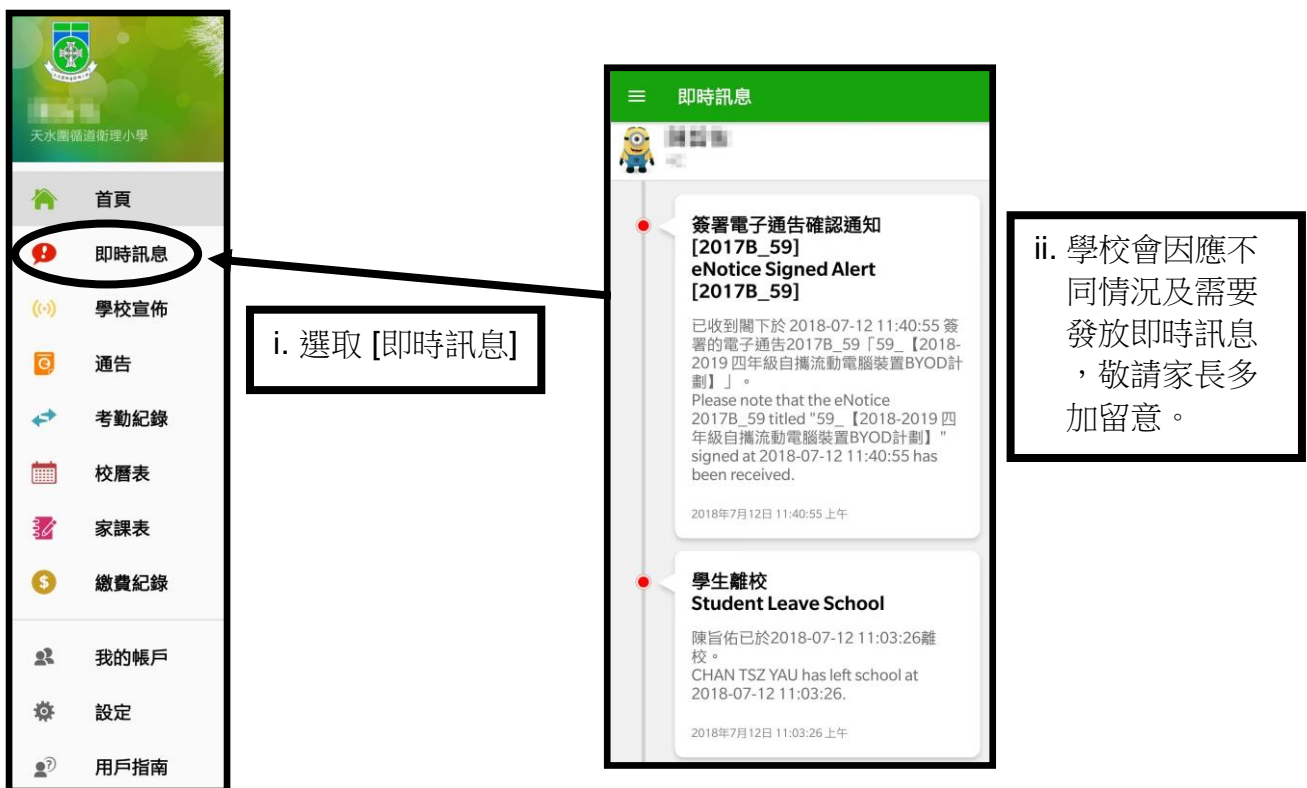 天水圍循道衛理小學
首頁
即時訊息
學校宣佈
通告
考勤紀錄
校曆表
家課表
繳費紀錄
我的帳戶
設定
用戶指南
i. 選取 [即時訊息]
即時訊息
簽署電子通告確認通知
[2017B_59]
eNotice Signed Alert
[2017B_59]
已收到閣下於 2018-07-12 11:40:55 簽
署的電子通告2017B_59「59_【2018-
2019 四年級自攜流動電腦裝置BYOD計
劃】」。
Please note that the eNotice
2017B_59 titled "59_【2018-2019 四
年級自攜流動電腦裝置BYOD計劃】"
signed at 2018-07-12 11:40:55 has
been received.
2018年7月12日 11:40:55 上午
學生離校
Student Leave School
陳旨佑已於2018-07-12 11:03:26離
校。
CHAN TSZ YAU has left school at
2018-07-12 11:03:26.
2018年7月12日 11:03:26 上午
ii. 學校會因應不
同情況及需要
發放即時訊息
，敬請家長多
加留意。